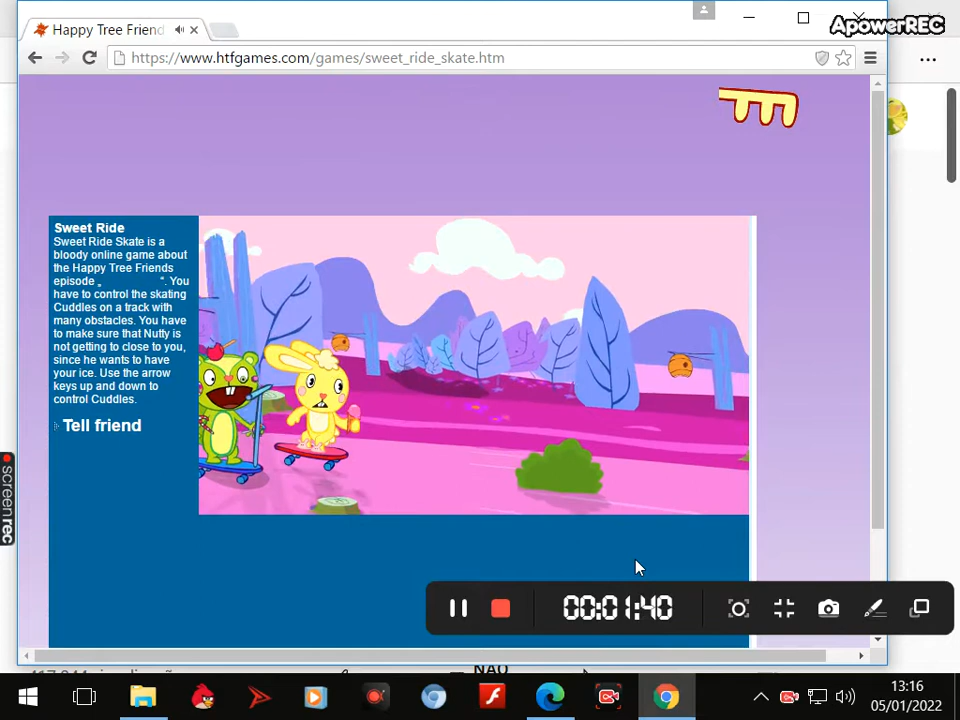 ApowerREC
Happy Tree Friend
https://www.htfgames.com/games/sweet_ride_skate.htm
Sweet Ride
Sweet Ride Skate is a
bloody online game about
the Happy Tree Friends
episode „ “. You
have to control the skating
Cuddles on a track with
many obstacles. You have
to make sure that Nutty is
not getting to close to you,
since he wants to have
your ice. Use the arrow
keys up and down to
control Cuddles.
Tell friend
screenrec
00:01:40
NÃO
13:16
05/01/2022